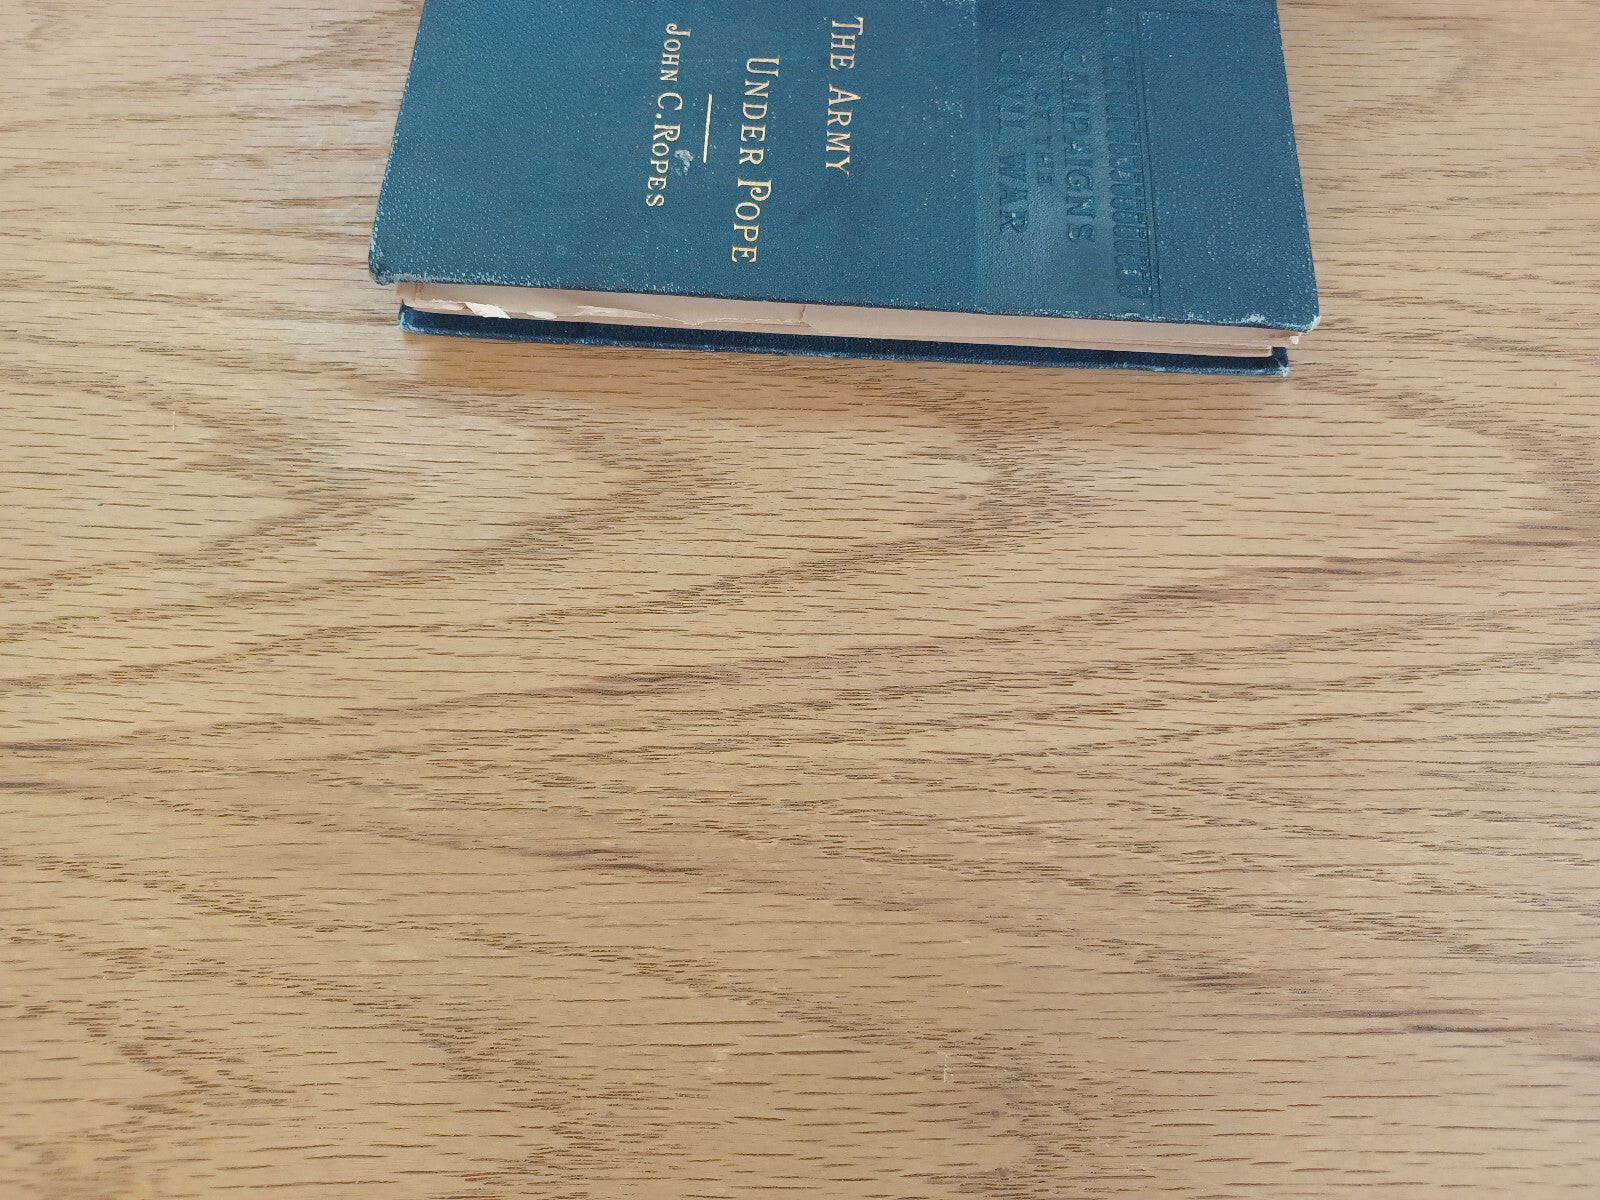 CAMPAIGNS
OF THE
CIVIL WAR
THE ARMY
UNDER POPE
JOHN C. ROPES